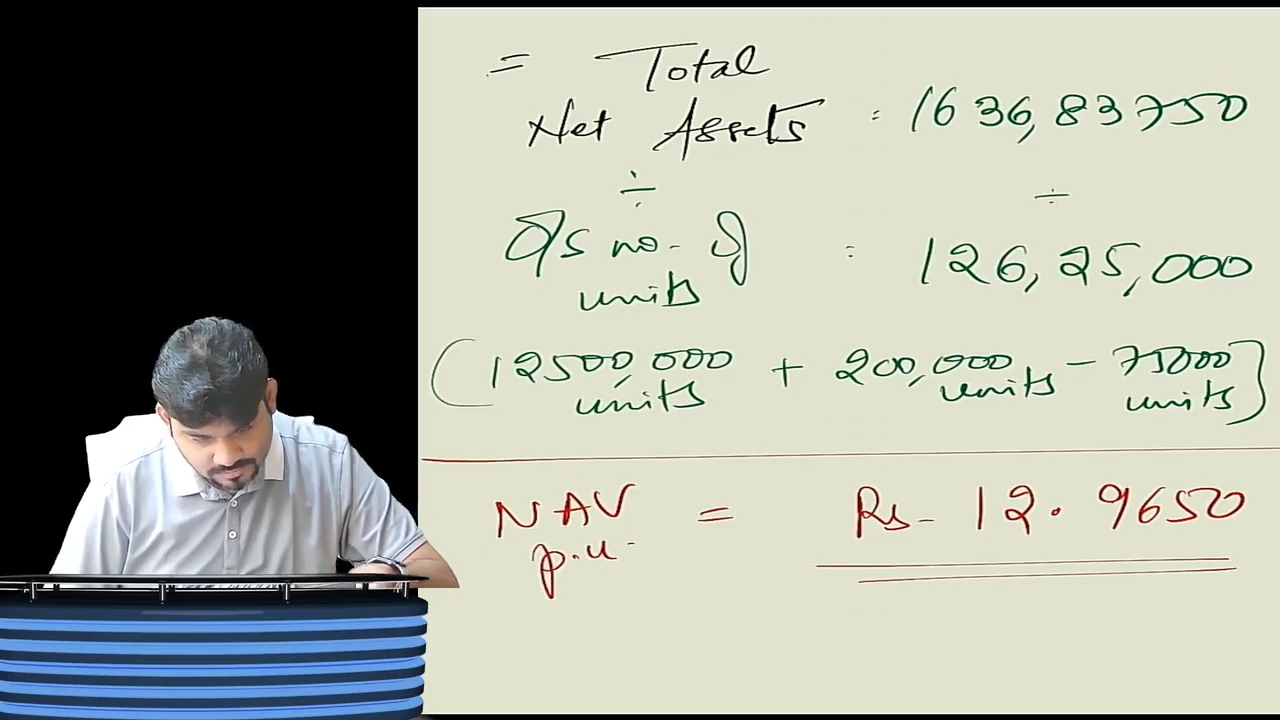 = Total
Net Assets : 1636,83750
÷ ÷
O/s no. of : 126,25,000
units
(12500,000 + 200,000 - 75000)
units units units
NAV = Rs- 12.9650
p.u.